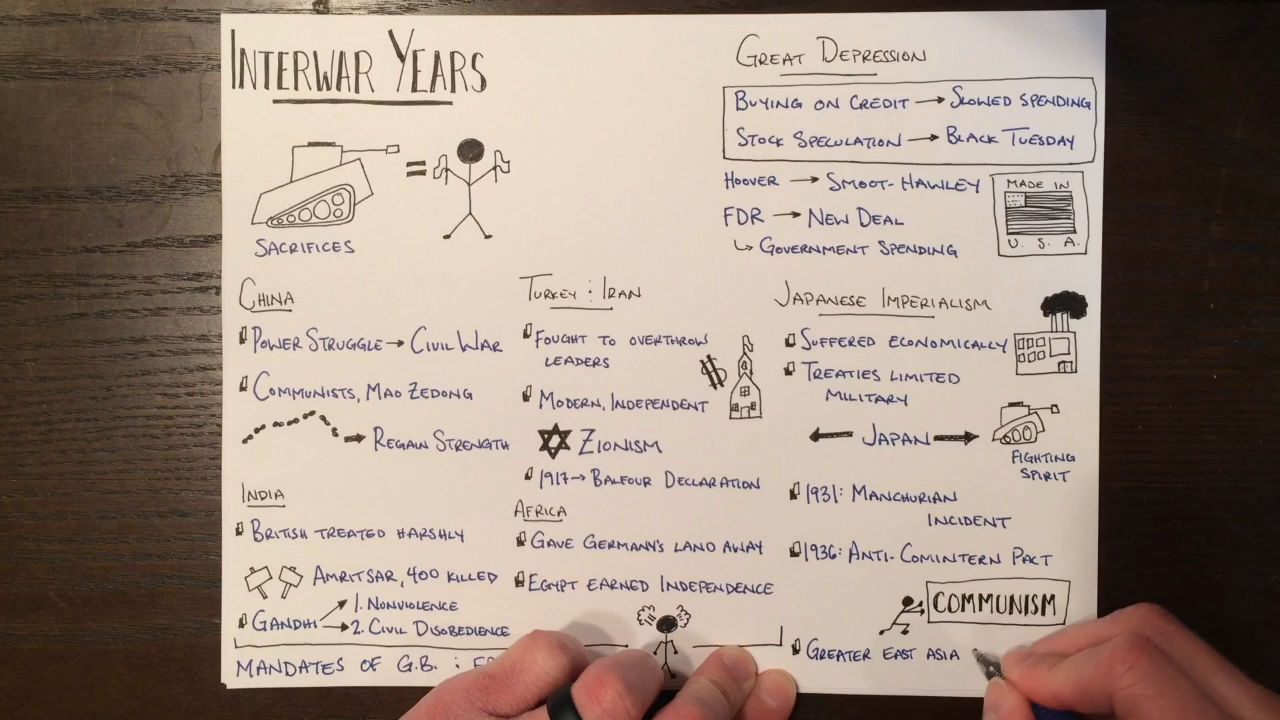 INTERWAR YEARS
=
SACRIFICES
GREAT DEPRESSION
BUYING ON CREDIT → SLOWED SPENDING
STOCK SPECULATION → BLACK TUESDAY
HOOVER → SMOOT-HAWLEY
FDR → NEW DEAL
↳ GOVERNMENT SPENDING
MADE IN
U. S. A.
CHINA
POWER STRUGGLE → CIVIL WAR
COMMUNISTS, MAO ZEDONG
REGAIN STRENGTH
INDIA
BRITISH TREATED HARSHLY
AMRITSAR, 400 KILLED
GANDHI
1. NONVIOLENCE
2. CIVIL DISOBEDIENCE
MANDATES OF G.B. :
TURKEY : IRAN
FOUGHT TO OVERTHROW
LEADERS
$
MODERN, INDEPENDENT
ZIONISM
1917 → BALFOUR DECLARATION
AFRICA
GAVE GERMANY'S LAND AWAY
EGYPT EARNED INDEPENDENCE
JAPANESE IMPERIALISM
SUFFERED ECONOMICALLY
TREATIES LIMITED
MILITARY
← JAPAN →
FIGHTING
SPIRIT
1931: MANCHURIAN
INCIDENT
1936: ANTI-COMINTERN PACT
COMMUNISM
GREATER EAST ASIA